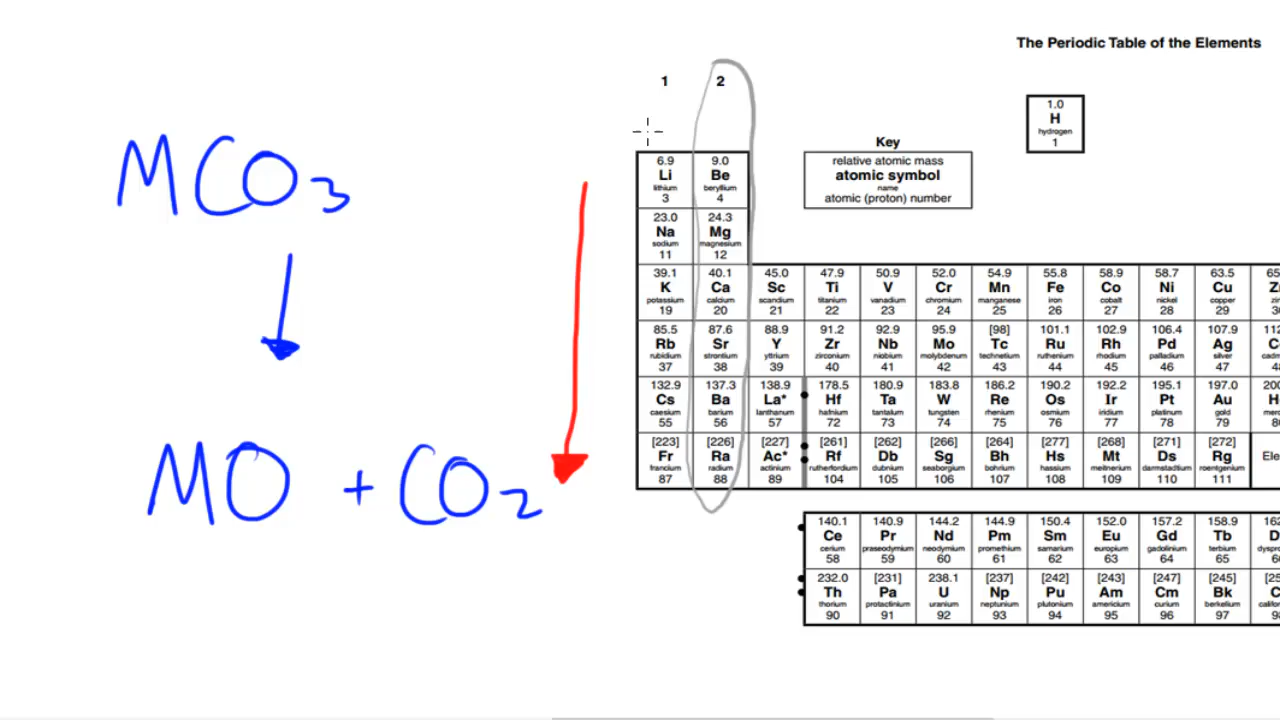 The Periodic Table of the Elements
1 2
1.0
H
hydrogen
1
Key
relative atomic mass
atomic symbol
name
atomic (proton) number
MCO3
MO + CO2
6.9 9.0
Li Be
lithium beryllium
3 4
23.0 24.3
Na Mg
sodium magnesium
11 12
39.1 40.1 45.0 47.9 50.9 52.0 54.9 55.8 58.9 58.7 63.5
K Ca Sc Ti V Cr Mn Fe Co Ni Cu
potassium calcium scandium titanium vanadium chromium manganese iron cobalt nickel copper
19 20 21 22 23 24 25 26 27 28
85.5 87.6 88.9 91.2 92.9 95.9 [98] 101.1 102.9 106.4 107.9
Rb Sr Y Zr Nb Mo Tc Ru Rh Pd Ag
rubidium strontium yttrium zirconium niobium molybdenum technetium ruthenium rhodium palladium silver
37 38 39 40 41 42 43 44 45 46 47
132.9 137.3 138.9 178.5 180.9 183.8 186.2 190.2 192.2 195.1 197.0
Cs Ba La* Hf Ta W Re Os Ir Pt Au
caesium barium lanthanum hafnium tantalum tungsten rhenium osmium iridium platinum gold
55 56 57 72 73 74 75 76 77 78 79
[223] [226] [227] [261] [262] [266] [264] [277] [268] [271] [272]
Fr Ra Ac* Rf Db Sg Bh Hs Mt Ds Rg Ele
francium radium actinium rutherfordium dubnium seaborgium bohrium hassium meitnerium darmstadtium roentgenium
87 88 89 104 105 106 107 108 109 110 111
140.1 140.9 144.2 144.9 150.4 152.0 157.2 158.9
Ce Pr Nd Pm Sm Eu Gd Tb
cerium praseodymium neodymium promethium samarium europium gadolinium terbium
58 59 60 61 62 63 64 65
232.0 [231] 238.1 [237] [242] [243] [247] [245]
Th Pa U Np Pu Am Cm Bk
thorium protactinium uranium neptunium plutonium americium curium berkelium
90 91 92 93 94 95 96 97